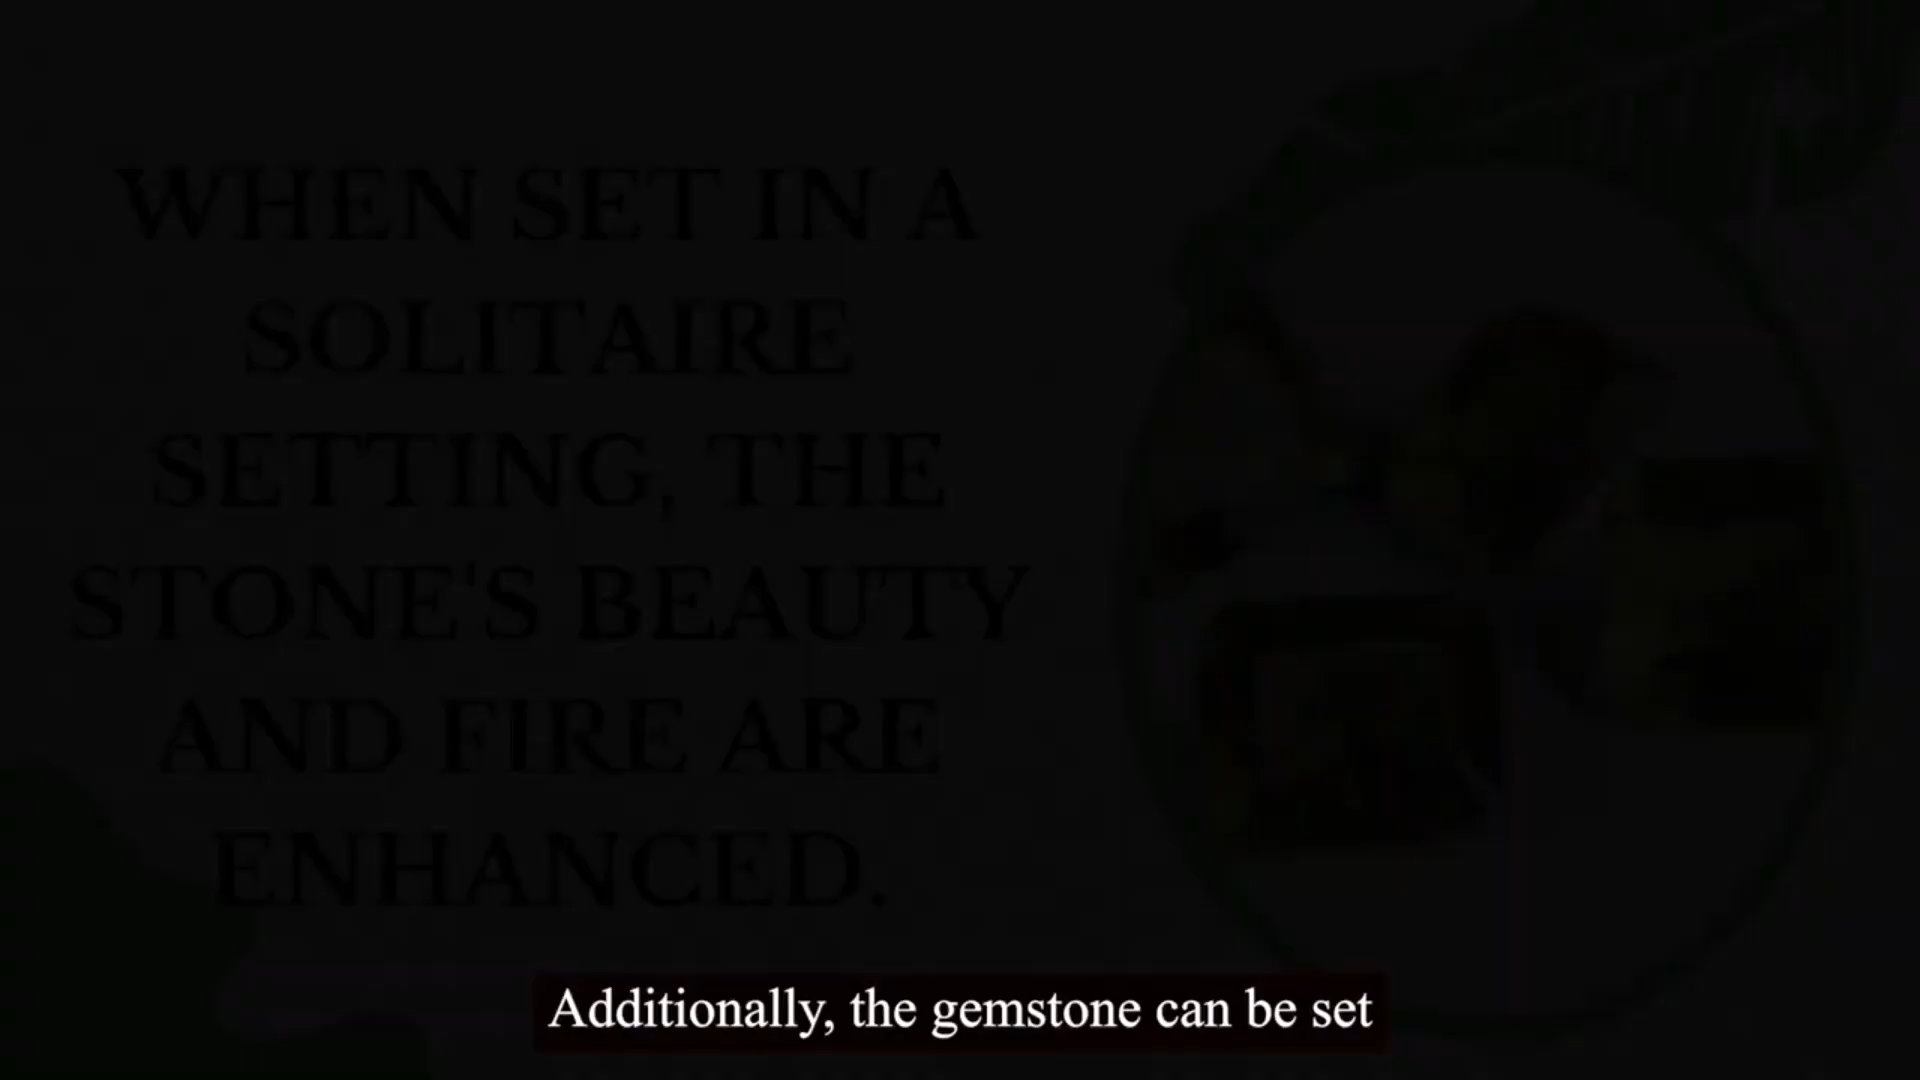 WHEN SET IN A
SOLITAIRE
SETTING, THE
STONE'S BEAUTY
AND FIRE ARE
ENHANCED.
Additionally, the gemstone can be set